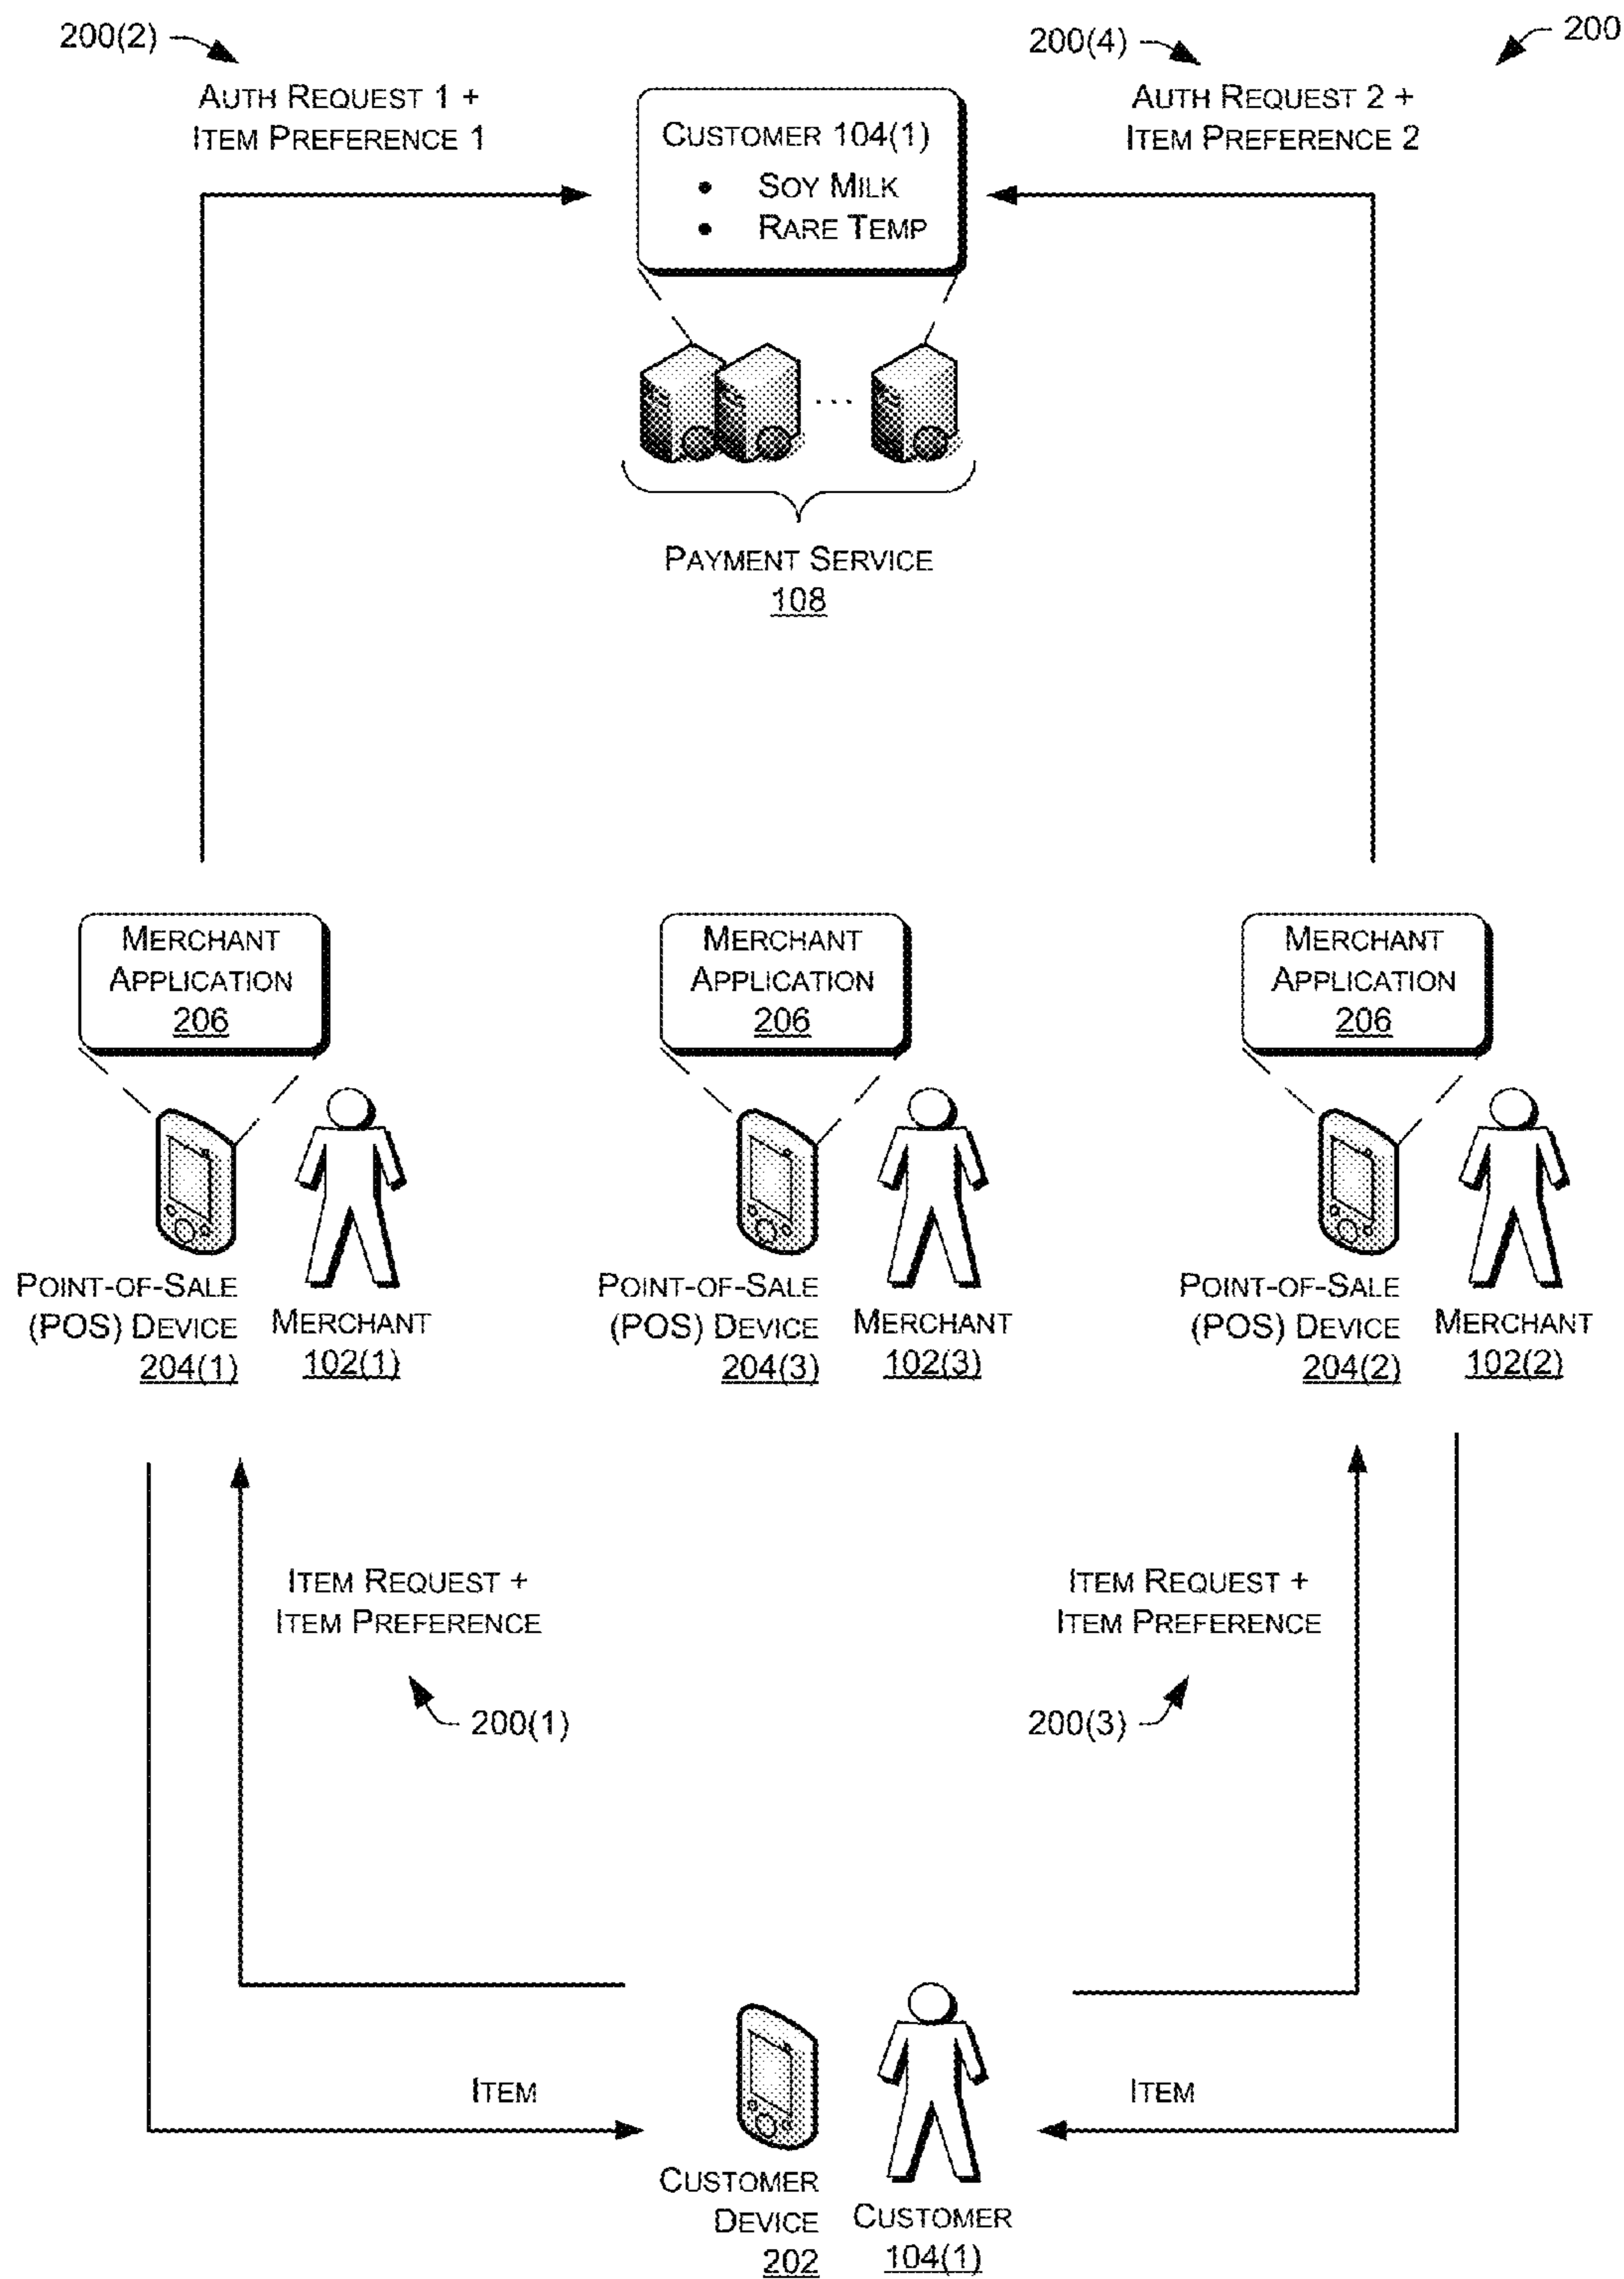 200(2)
200(4)
200
AUTH REQUEST 1 +
ITEM PREFERENCE 1
CUSTOMER 104(1)
• SOY MILK
• RARE TEMP
AUTH REQUEST 2 +
ITEM PREFERENCE 2
...
PAYMENT SERVICE
108
MERCHANT
APPLICATION
206
MERCHANT
APPLICATION
206
MERCHANT
APPLICATION
206
POINT-OF-SALE
(POS) DEVICE
204(1)
MERCHANT
102(1)
POINT-OF-SALE
(POS) DEVICE
204(3)
MERCHANT
102(3)
POINT-OF-SALE
(POS) DEVICE
204(2)
MERCHANT
102(2)
ITEM REQUEST +
ITEM PREFERENCE
200(1)
ITEM REQUEST +
ITEM PREFERENCE
200(3)
ITEM
ITEM
CUSTOMER
DEVICE
202
CUSTOMER
104(1)